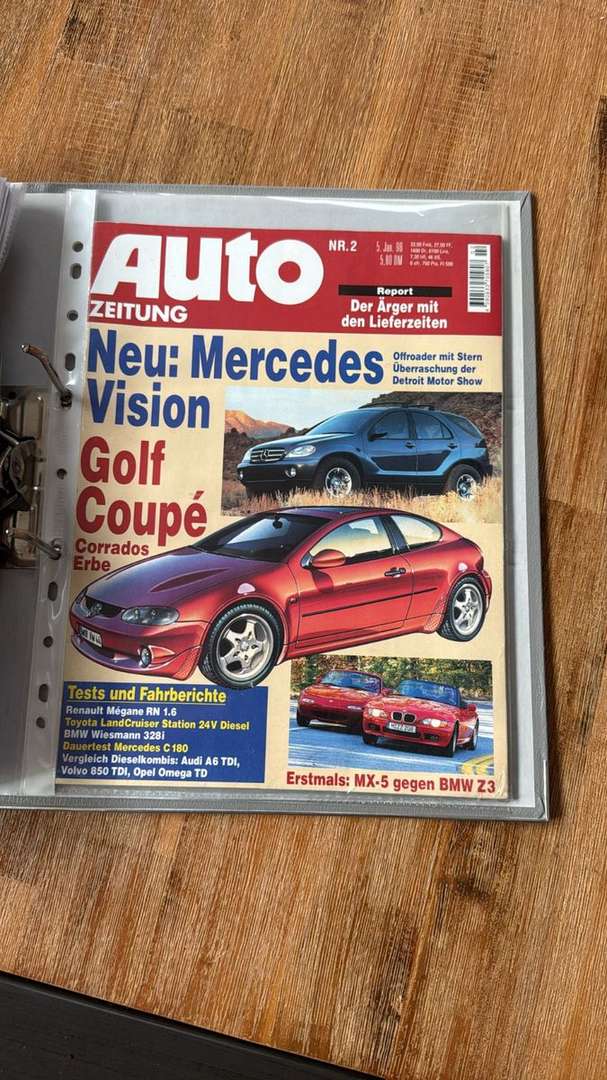 Auto
ZEITUNG
NR. 2
5. Jan. 96
5,80 DM
Report
Der Ärger mit
den Lieferzeiten
Neu: Mercedes
Vision
Offroader mit Stern
Überraschung der
Detroit Motor Show
Golf
Coupé
Corrados
Erbe
Tests und Fahrberichte
Renault Mégane RN 1.6
Toyota LandCruiser Station 24V Diesel
BMW Wiesmann 328i
Dauertest Mercedes C 180
Vergleich Dieselkombis: Audi A6 TDI,
Volvo 850 TDI, Opel Omega TD
Erstmals: MX-5 gegen BMW Z3